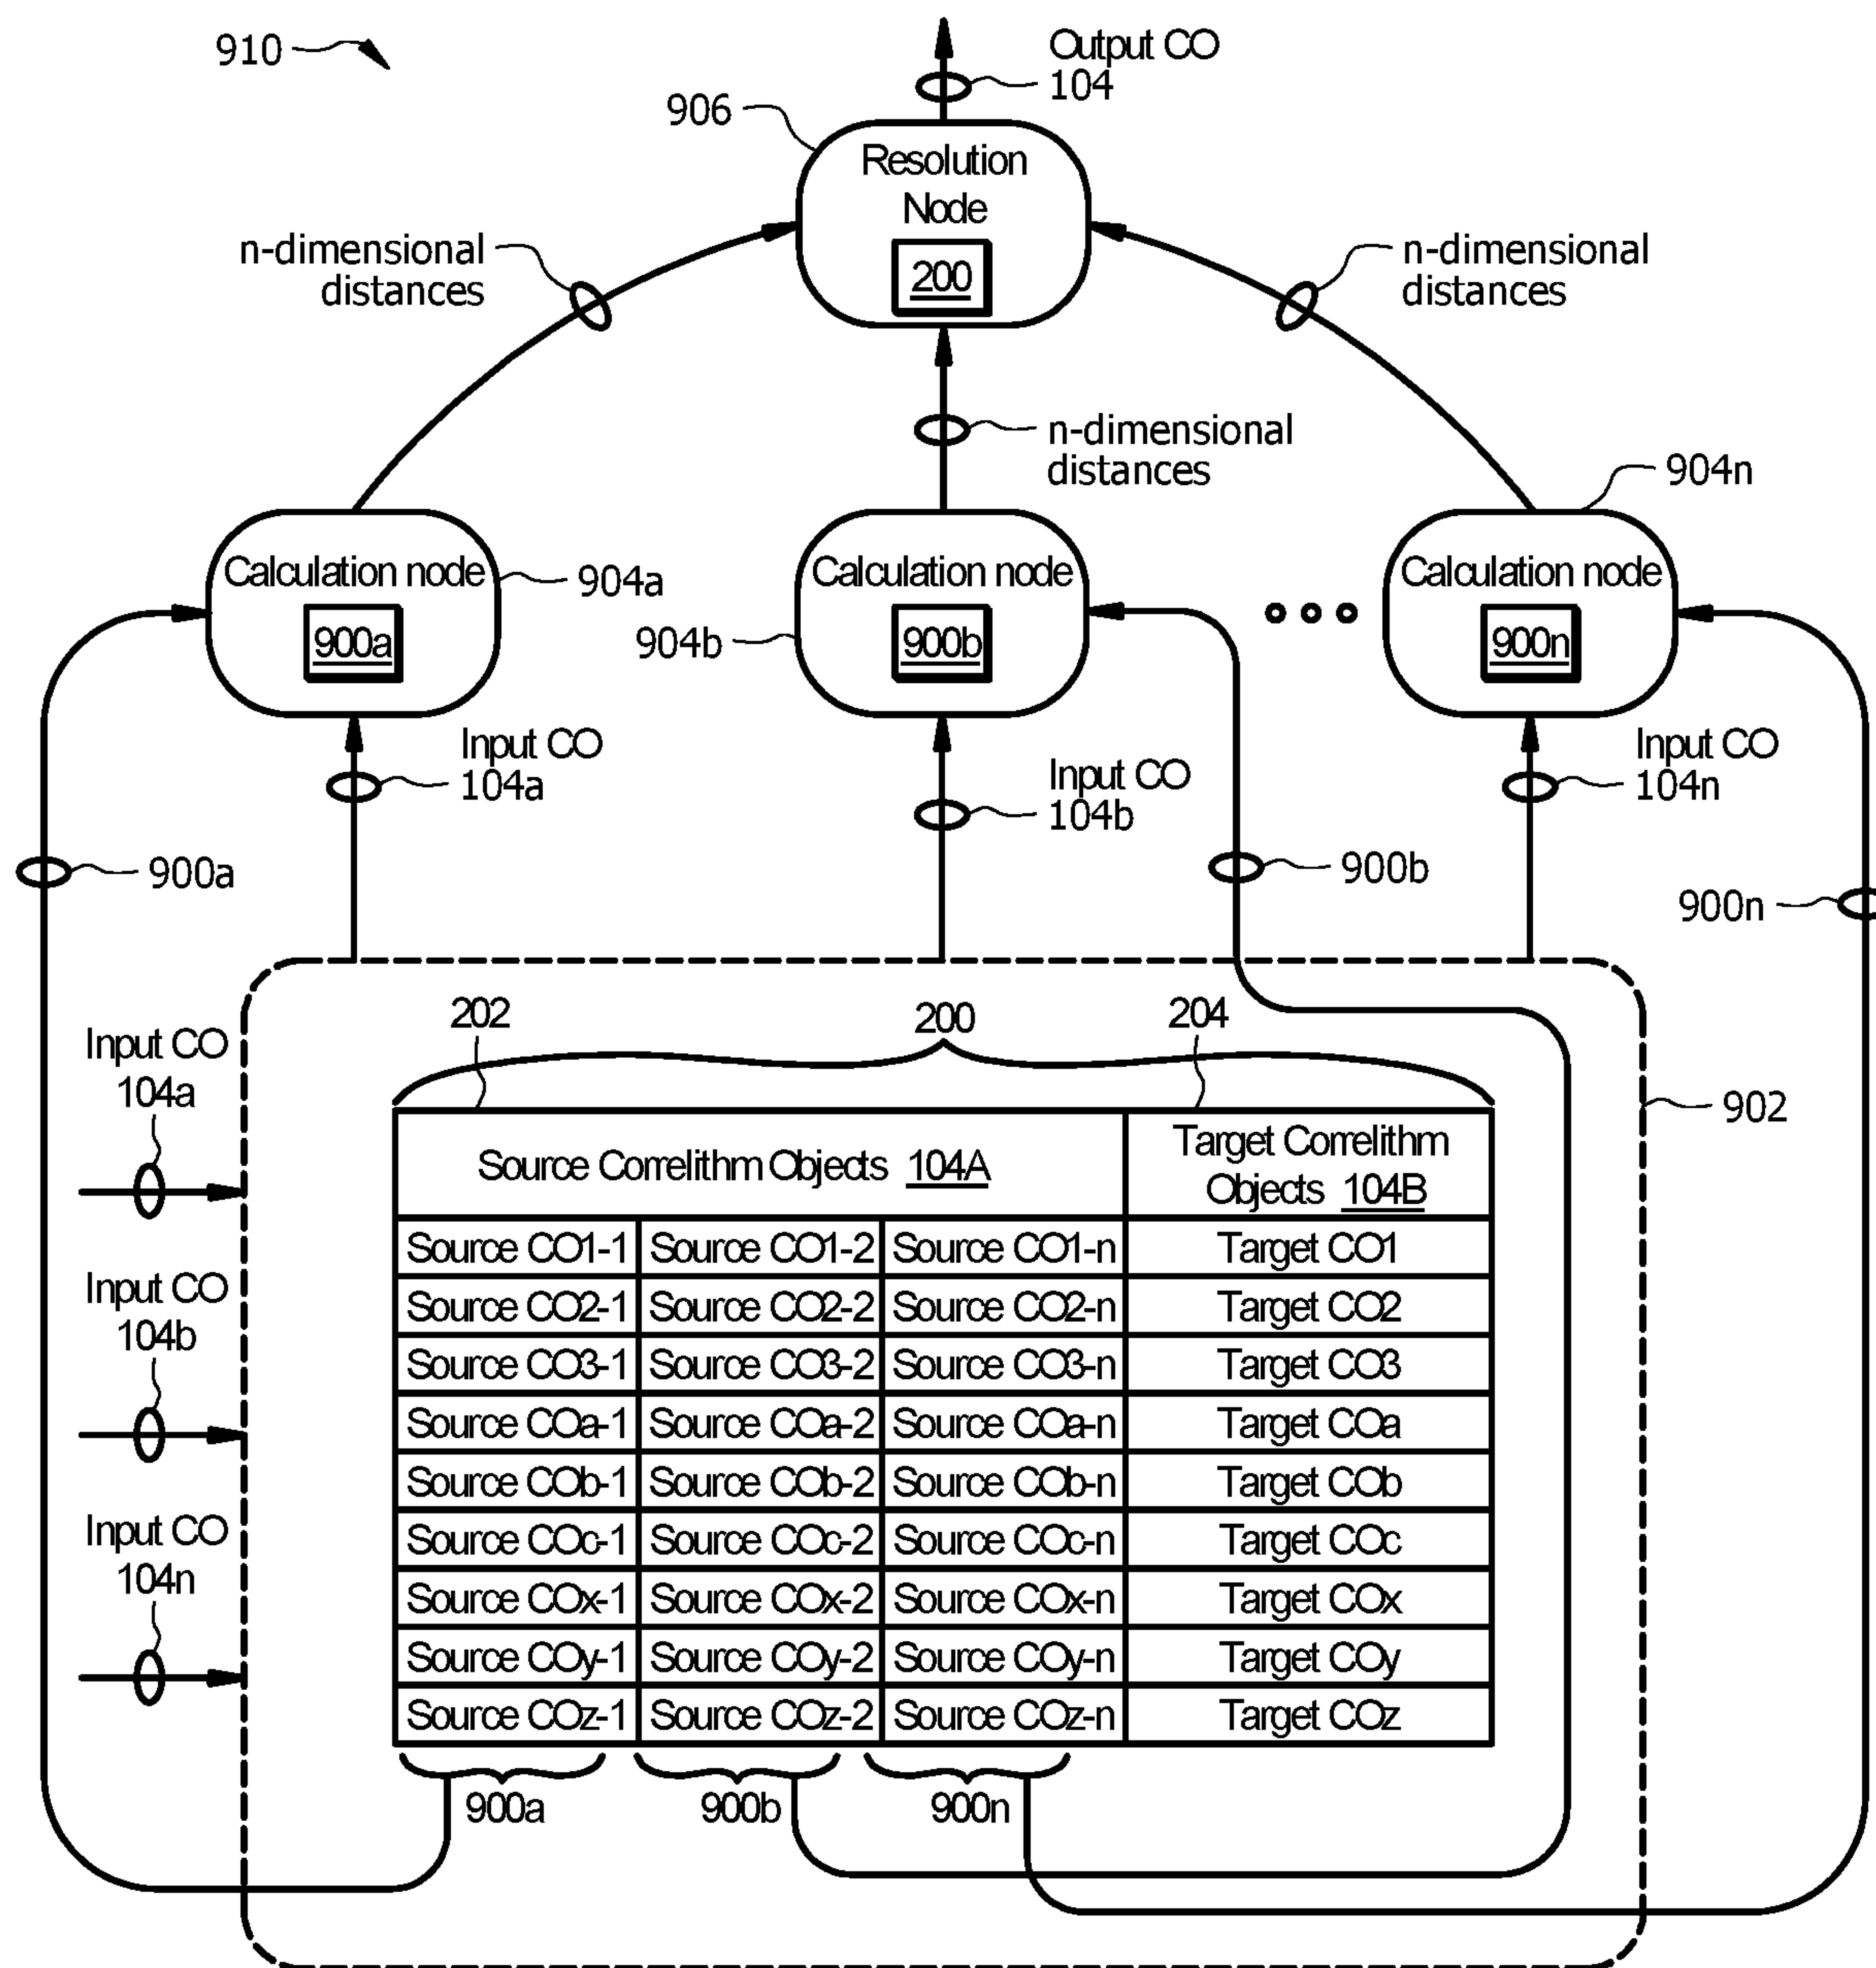 910
Output CO
104
906
Resolution
Node
200
n-dimensional
distances
n-dimensional
distances
n-dimensional
distances
904n
Calculation node
900a
904a
Calculation node
900b
904b
Calculation node
900n
Input CO
104a
Input CO
104b
Input CO
104n
900a
900b
900n
202
200
204
902
Input CO
104a
Input CO
104b
Input CO
104n
Source Correlithm Objects 104A
Target Correlithm
Objects 104B
Source CO1-1 Source CO1-2 Source CO1-n Target CO1
Source CO2-1 Source CO2-2 Source CO2-n Target CO2
Source CO3-1 Source CO3-2 Source CO3-n Target CO3
Source COa-1 Source COa-2 Source COa-n Target COa
Source COb-1 Source COb-2 Source COb-n Target COb
Source COc-1 Source COc-2 Source COc-n Target COc
Source COx-1 Source COx-2 Source COx-n Target COx
Source COy-1 Source COy-2 Source COy-n Target COy
Source COz-1 Source COz-2 Source COz-n Target COz
900a 900b 900n